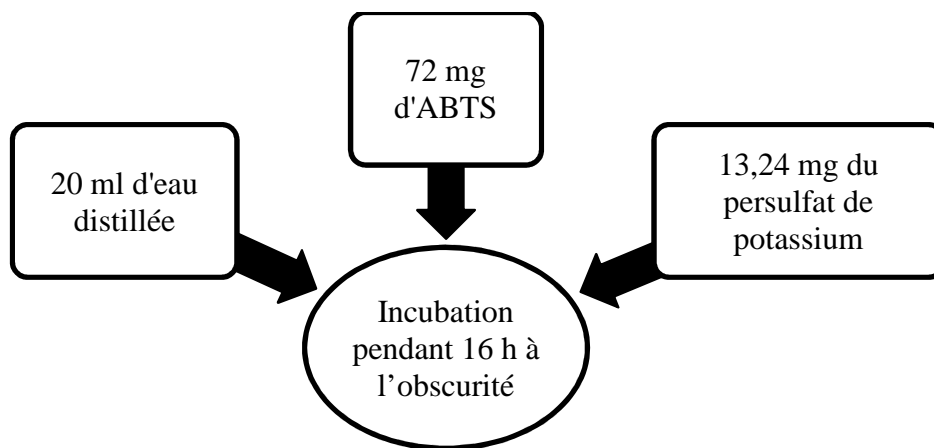 72 mg
d'ABTS
20 ml d'eau
distillée
13,24 mg du
persulfat de
potassium
Incubation
pendant 16 h à
l’obscurité